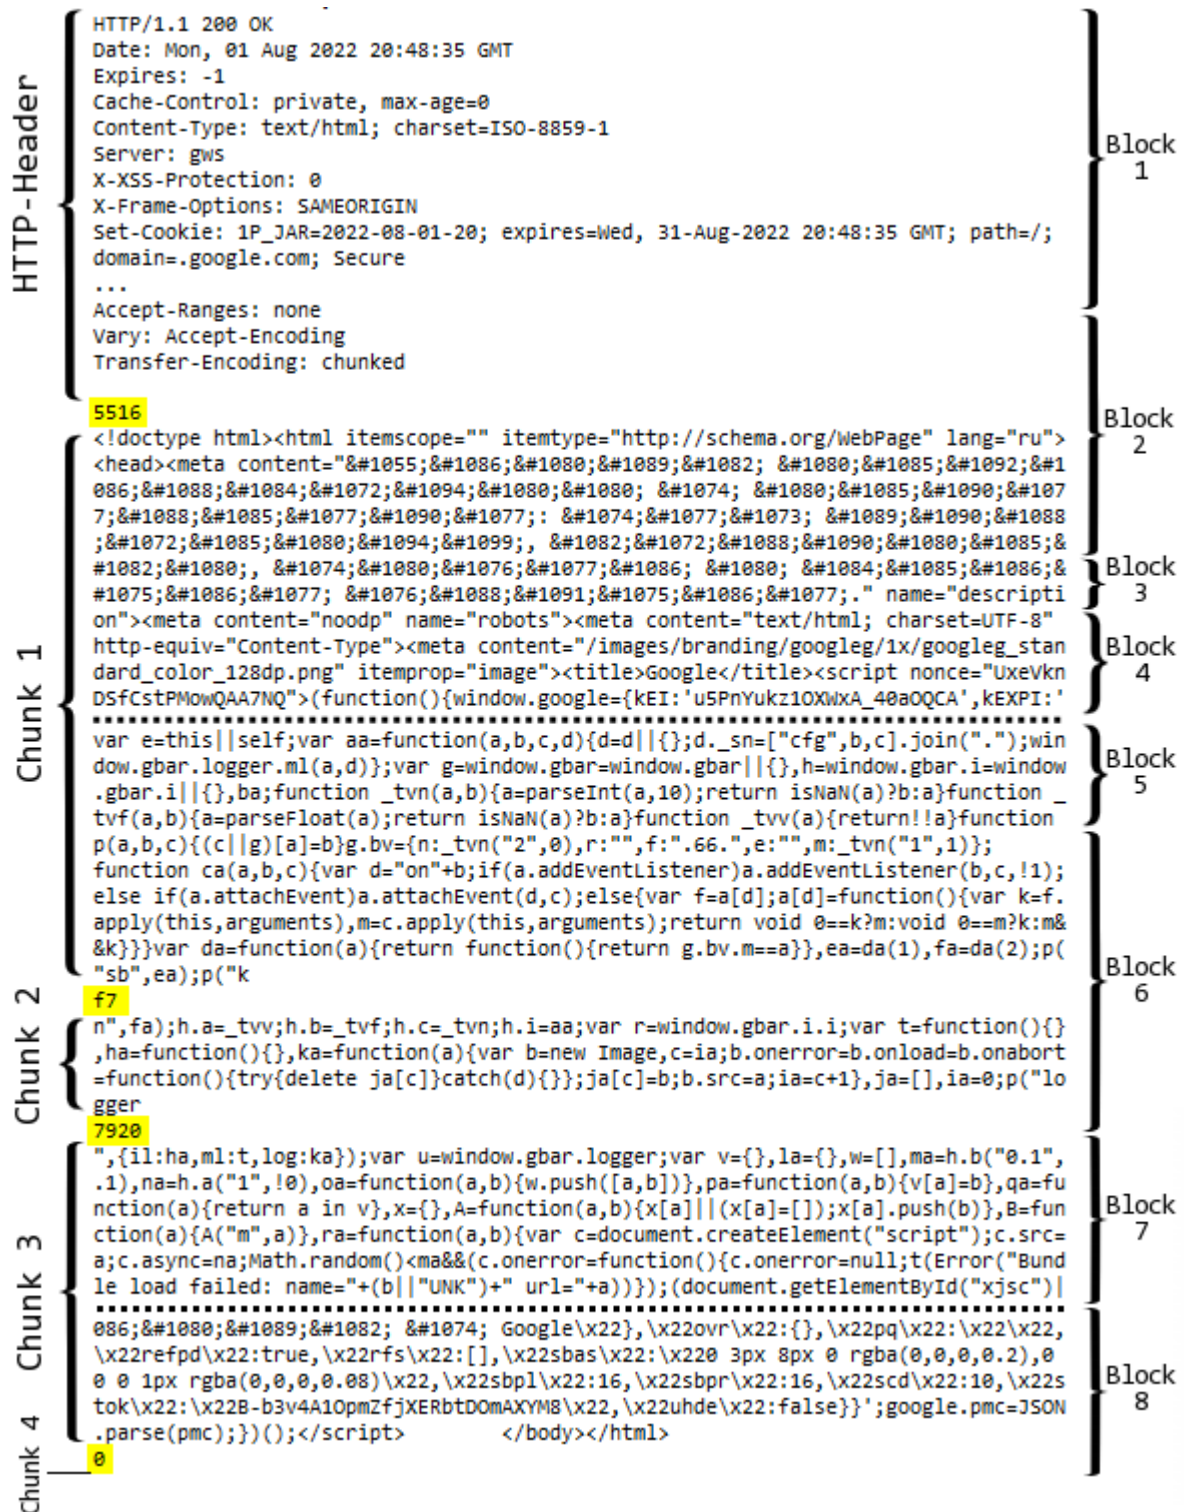 HTTP/1.1 200 OK
Date: Mon, 01 Aug 2022 20:48:35 GMT
Expires: -1
Cache-Control: private, max-age=0
Content-Type: text/html; charset=ISO-8859-1
Server: gws
X-XSS-Protection: 0
X-Frame-Options: SAMEORIGIN
Set-Cookie: 1P_JAR=2022-08-01-20; expires=Wed, 31-Aug-2022 20:48:35 GMT; path=/;
domain=.google.com; Secure
...
Accept-Ranges: none
Vary: Accept-Encoding
Transfer-Encoding: chunked
HTTP-Header
Block
1
5516
<!doctype html><html itemscope="" itemtype="http://schema.org/WebPage" lang="ru">
<head><meta content="&#1055;&#1086;&#1080;&#1089;&#1082; &#1080;&#1085;&#1092;&#1
086;&#1088;&#1084;&#1072;&#1094;&#1080;&#1080; &#1074; &#1080;&#1085;&#1090;&#107
7;&#1088;&#1085;&#1077;&#1090;&#1077;: &#1074;&#1077;&#1073; &#1089;&#1090;&#1088
;&#1072;&#1085;&#1080;&#1094;&#1099;, &#1082;&#1072;&#1088;&#1090;&#1080;&#1085;&
#1082;&#1080;, &#1074;&#1080;&#1076;&#1077;&#1086; &#1080; &#1084;&#1085;&#1086;&
#1075;&#1086;&#1077; &#1076;&#1088;&#1091;&#1075;&#1086;&#1077;." name="descripti
on"><meta content="noodp" name="robots"><meta content="text/html; charset=UTF-8"
http-equiv="Content-Type"><meta content="/images/branding/googleg/1x/googleg_stan
dard_color_128dp.png" itemprop="image"><title>Google</title><script nonce="UxeVkn
DSfCstPMowQAA7NQ">(function(){window.google={kEI:'u5PnYukz1OXWxA_40aOQCA',kEXPI:'
var e=this||self;var aa=function(a,b,c,d){d=d||{};d._sn=["cfg",b,c].join(".");win
dow.gbar.logger.ml(a,d)};var g=window.gbar=window.gbar||{},h=window.gbar.i=window
.gbar.i||{},ba;function _tvn(a,b){a=parseInt(a,10);return isNaN(a)?b:a}function _
tvf(a,b){a=parseFloat(a);return isNaN(a)?b:a}function _tvv(a){return!!a}function
p(a,b,c){(c||g)[a]=b}g.bv={n:_tvn("2",0),r:"",f:".66.",e:"",m:_tvn("1",1)};
function ca(a,b,c){var d="on"+b;if(a.addEventListener)a.addEventListener(b,c,!1);
else if(a.attachEvent)a.attachEvent(d,c);else{var f=a[d];a[d]=function(){var k=f.
apply(this,arguments),m=c.apply(this,arguments);return void 0==k?m:void 0==m?k:m&
&k}}}var da=function(a){return function(){return g.bv.m==a}},ea=da(1),fa=da(2);p(
"sb",ea);p("k
Chunk 1
Block
2
Block
3
Block
4
Block
5
Block
6
f7
n",fa);h.a=_tvv;h.b=_tvf;h.c=_tvn;h.i=aa;var r=window.gbar.i.i;var t=function(){}
,ha=function(){},ka=function(a){var b=new Image,c=ia;b.onerror=b.onload=b.onabort
=function(){try{delete ja[c]}catch(d){}};ja[c]=b;b.src=a;ia=c+1},ja=[],ia=0;p("lo
gger
Chunk 2
7920
",{il:ha,ml:t,log:ka});var u=window.gbar.logger;var v={},la={},w=[],ma=h.b("0.1",
.1),na=h.a("1",!0),oa=function(a,b){w.push([a,b])},pa=function(a,b){v[a]=b},qa=fu
nction(a){return a in v},x={},A=function(a,b){x[a]||(x[a]=[]);x[a].push(b)},B=fun
ction(a){A("m",a)},ra=function(a,b){var c=document.createElement("script");c.src=
a;c.async=na;Math.random()<ma&&(c.onerror=function(){c.onerror=null;t(Error("Bund
le load failed: name="+(b||"UNK")+" url="+a))});(document.getElementById("xjsc")|
086;&#1080;&#1089;&#1082; &#1074; Google\x22},\x22ovr\x22:{},\x22pq\x22:\x22\x22,
\x22refpd\x22:true,\x22rfs\x22:[],\x22sbas\x22:\x220 3px 8px 0 rgba(0,0,0,0.2),0
0 0 1px rgba(0,0,0,0.08)\x22,\x22sbpl\x22:16,\x22sbpr\x22:16,\x22scd\x22:10,\x22s
tok\x22:\x22B-b3v4A1OpmZfjXERbtDOmAXYM8\x22,\x22uhde\x22:false}}';google.pmc=JSON
.parse(pmc);})();</script> </body></html>
Chunk 3
Block
7
Block
8
0
Chunk 4